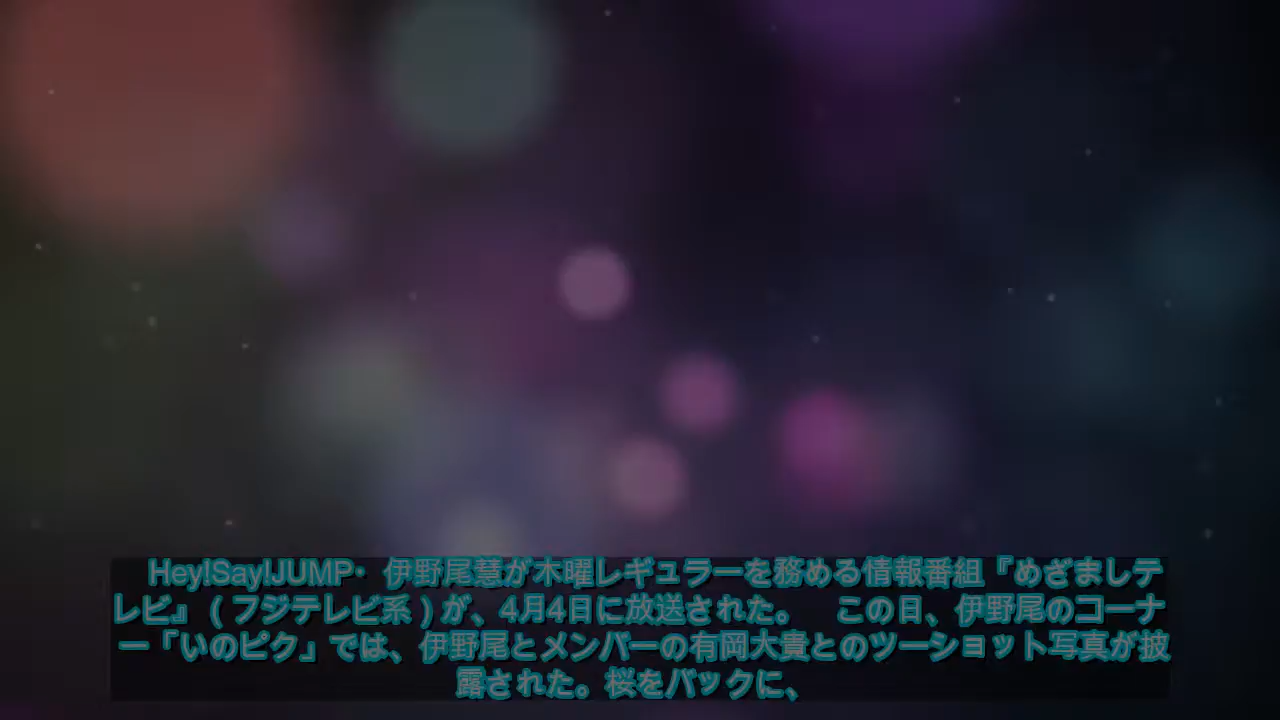 Hey!Say!JUMP・伊野尾慧が木曜レギュラーを務める情報番組『めざましテ
レビ』(フジテレビ系)が、4月4日に放送された。　この日、伊野尾のコーナ
ー「いのピク」では、伊野尾とメンバーの有岡大貴とのツーショット写真が披
露された。桜をバックに、